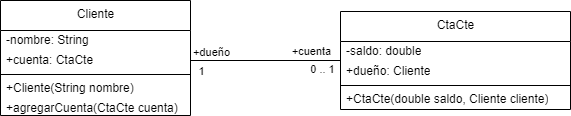 Cliente
-nombre: String
+cuenta: CtaCte
+Cliente(String nombre)
+agregarCuenta(CtaCte cuenta)
+dueño
1
+cuenta
0 .. 1
CtaCte
-saldo: double
+dueño: Cliente
+CtaCte(double saldo, Cliente cliente)